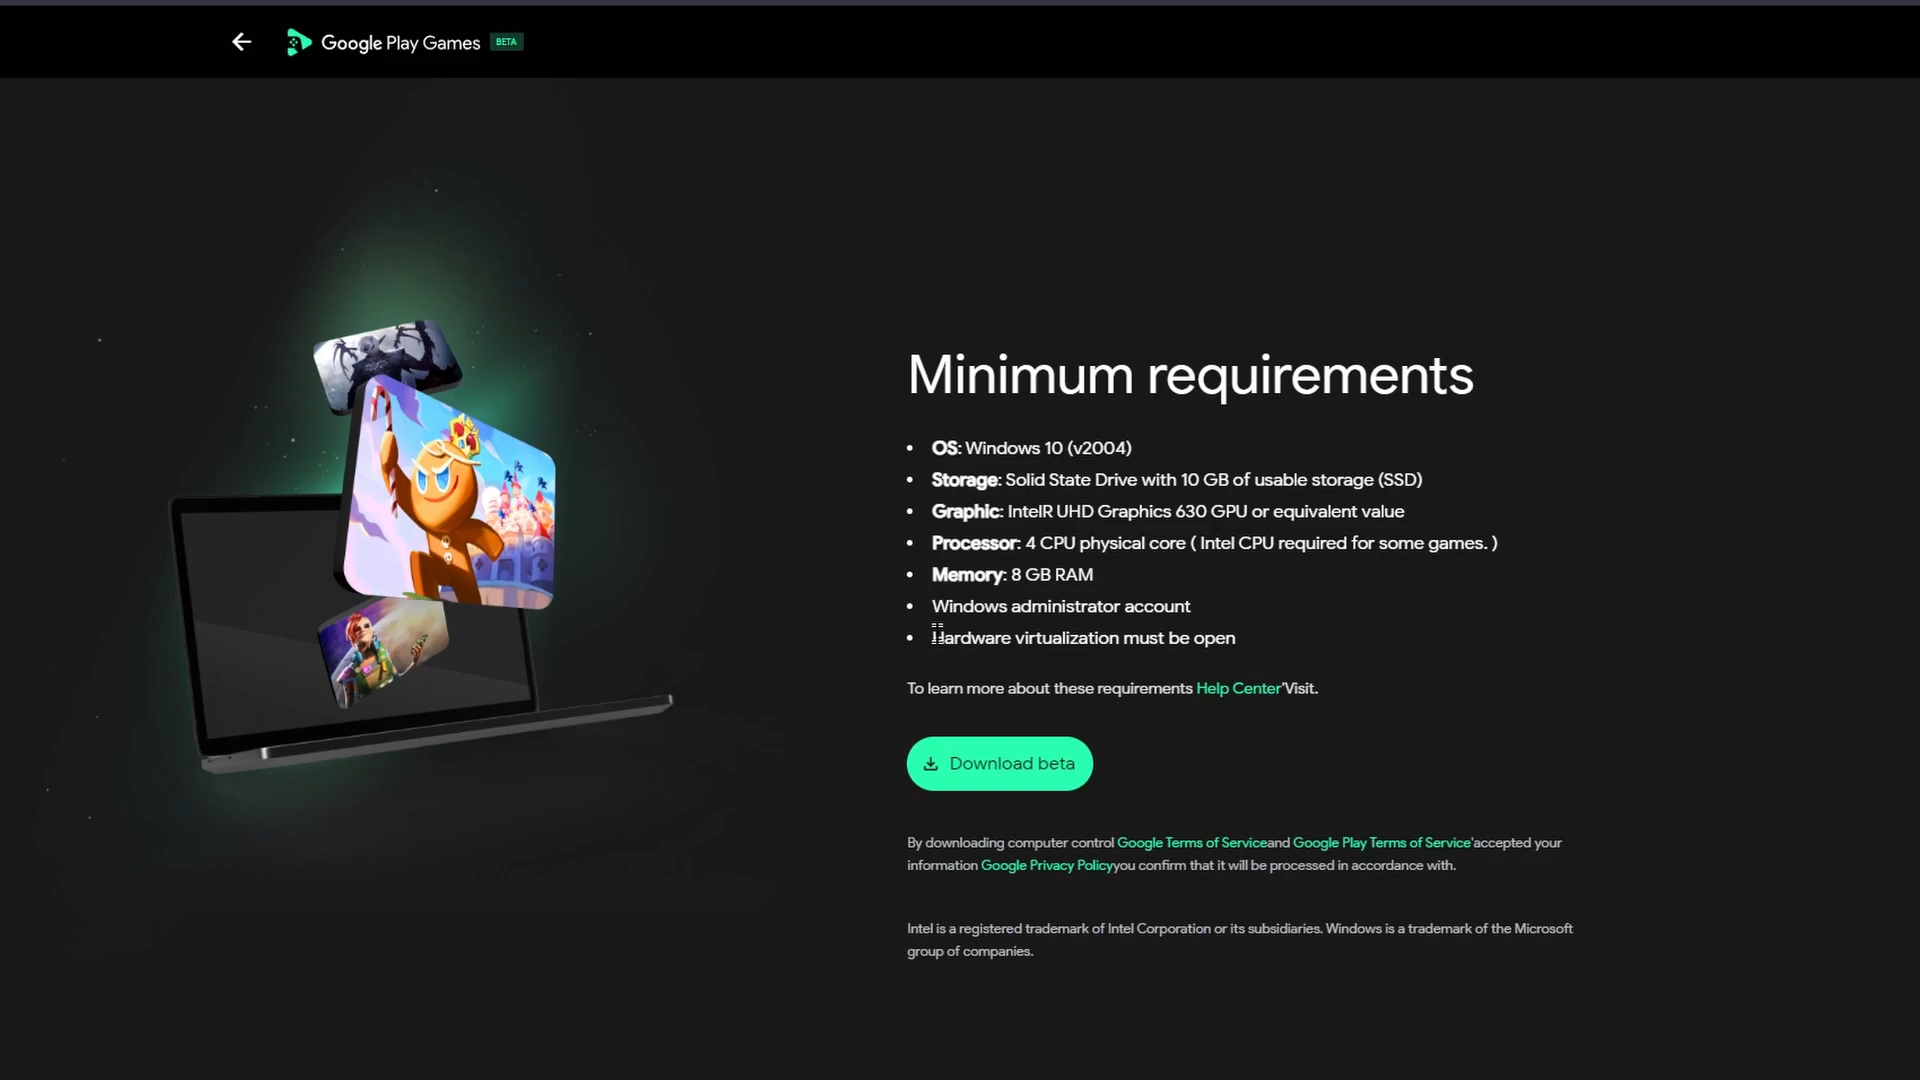 Google Play Games BETA
Minimum requirements
• OS: Windows 10 (v2004)
• Storage: Solid State Drive with 10 GB of usable storage (SSD)
• Graphic: IntelR UHD Graphics 630 GPU or equivalent value
• Processor: 4 CPU physical core ( Intel CPU required for some games. )
• Memory: 8 GB RAM
• Windows administrator account
• Hardware virtualization must be open
To learn more about these requirements Help Center'Visit.
Download beta
By downloading computer control Google Terms of Serviceand Google Play Terms of Service'accepted your
information Google Privacy Policyyou confirm that it will be processed in accordance with.
Intel is a registered trademark of Intel Corporation or its subsidiaries. Windows is a trademark of the Microsoft
group of companies.